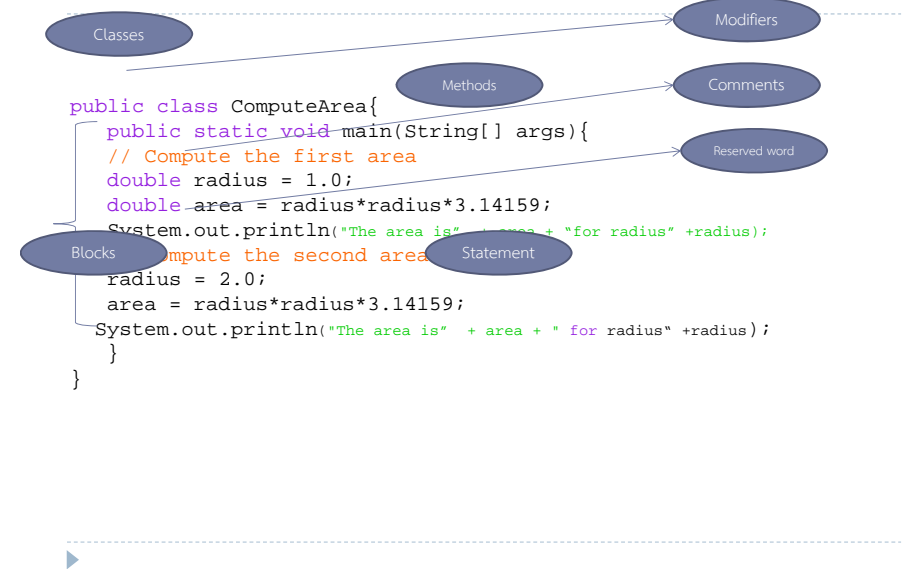 Modifiers
Classes
Methods
Comments
public class ComputeArea{
public static void main(String[] args){
// Compute the first area
Reserved word
double radius = 1.0;
double area = radius*radius*3.14159;
System.out.println("The area is” + area + “for radius” +radius);
Blocks
mpute the second area
Statement
radius = 2.0;
area = radius*radius*3.14159;
System.out.println("The area is” + area + " for radius“ +radius);
}
}